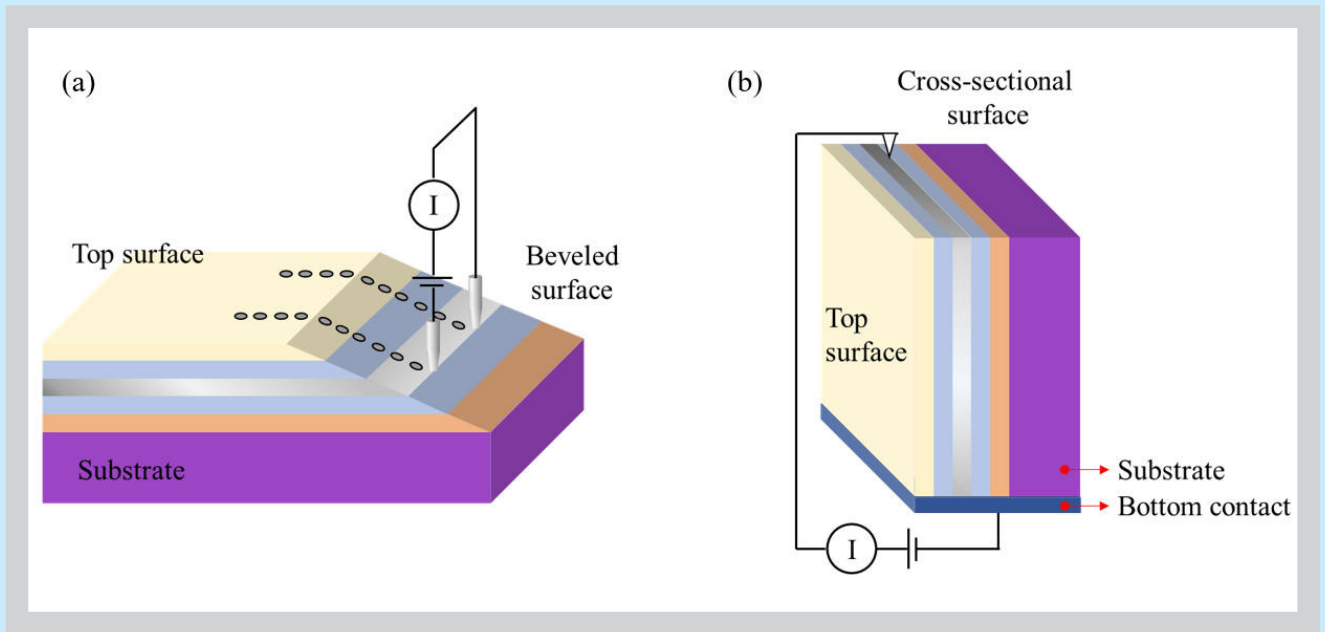 (a)
I
Top surface
Beveled
surface
Substrate
(b)
Cross-sectional
surface
Top
surface
Substrate
Bottom contact
I